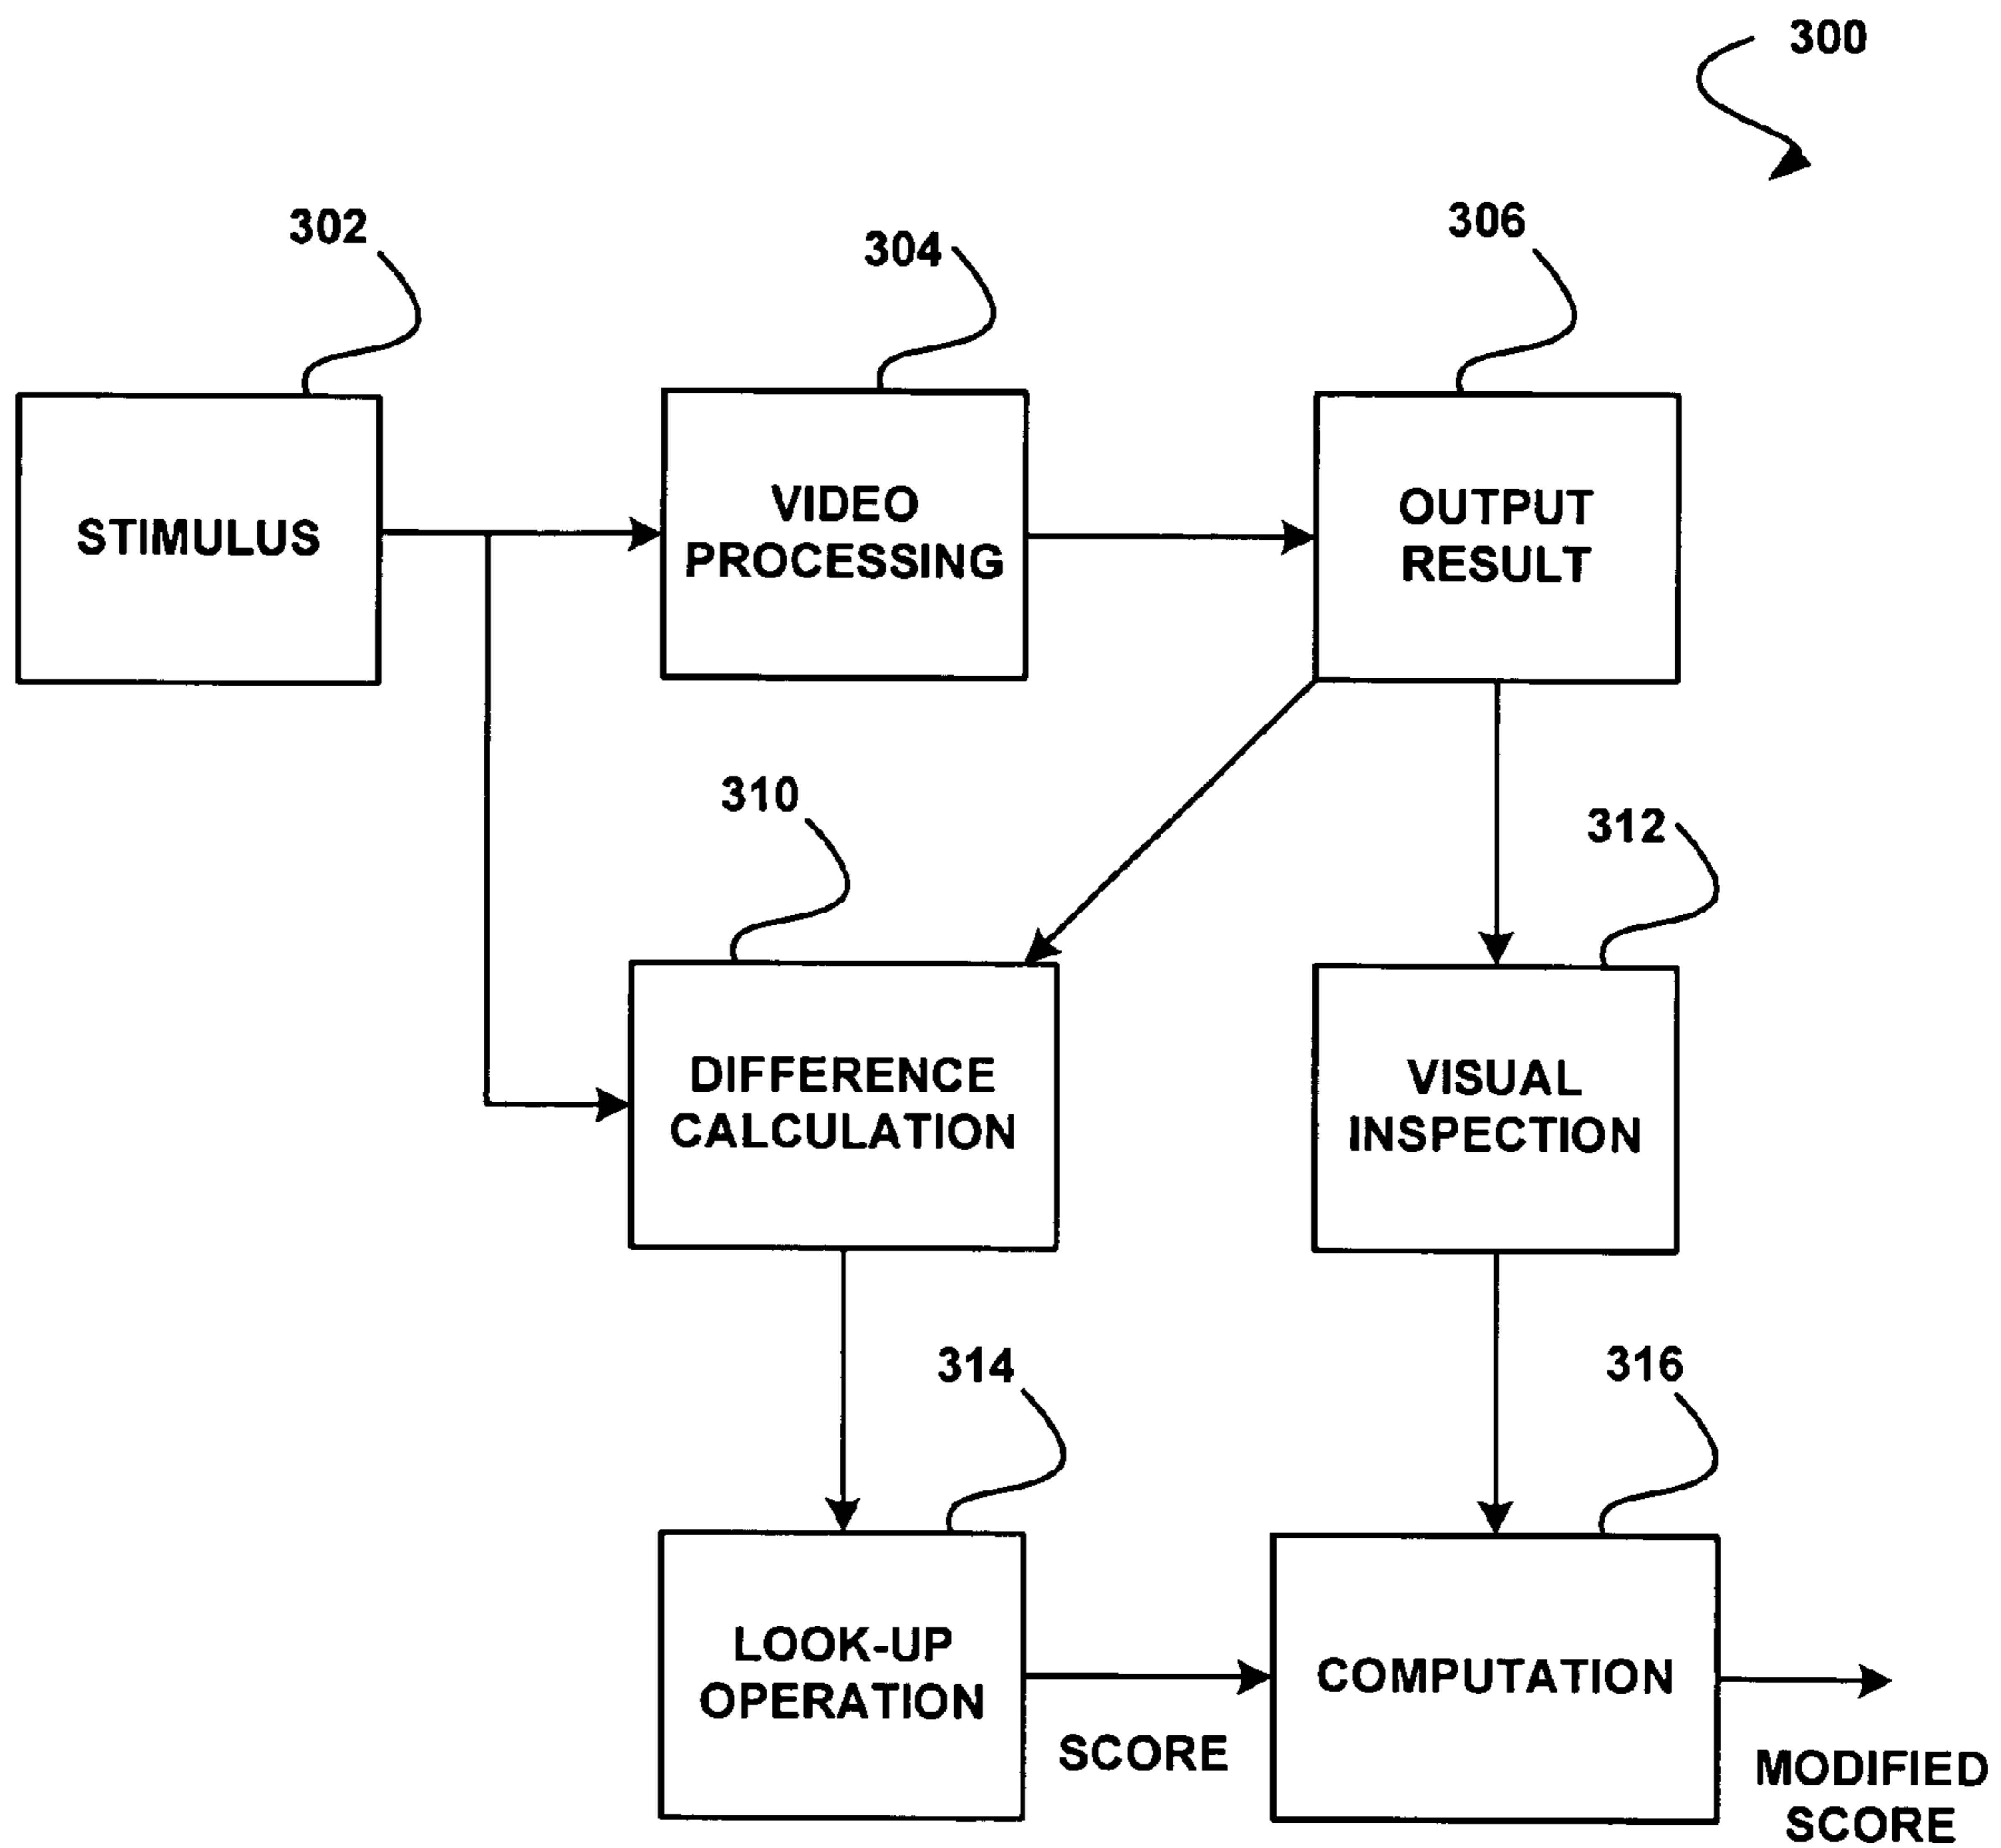 300
302
304
306
STIMULUS
VIDEO
PROCESSING
OUTPUT
RESULT
310
312
DIFFERENCE
CALCULATION
VISUAL
INSPECTION
314
316
LOOK-UP
OPERATION
SCORE
COMPUTATION
MODIFIED
SCORE